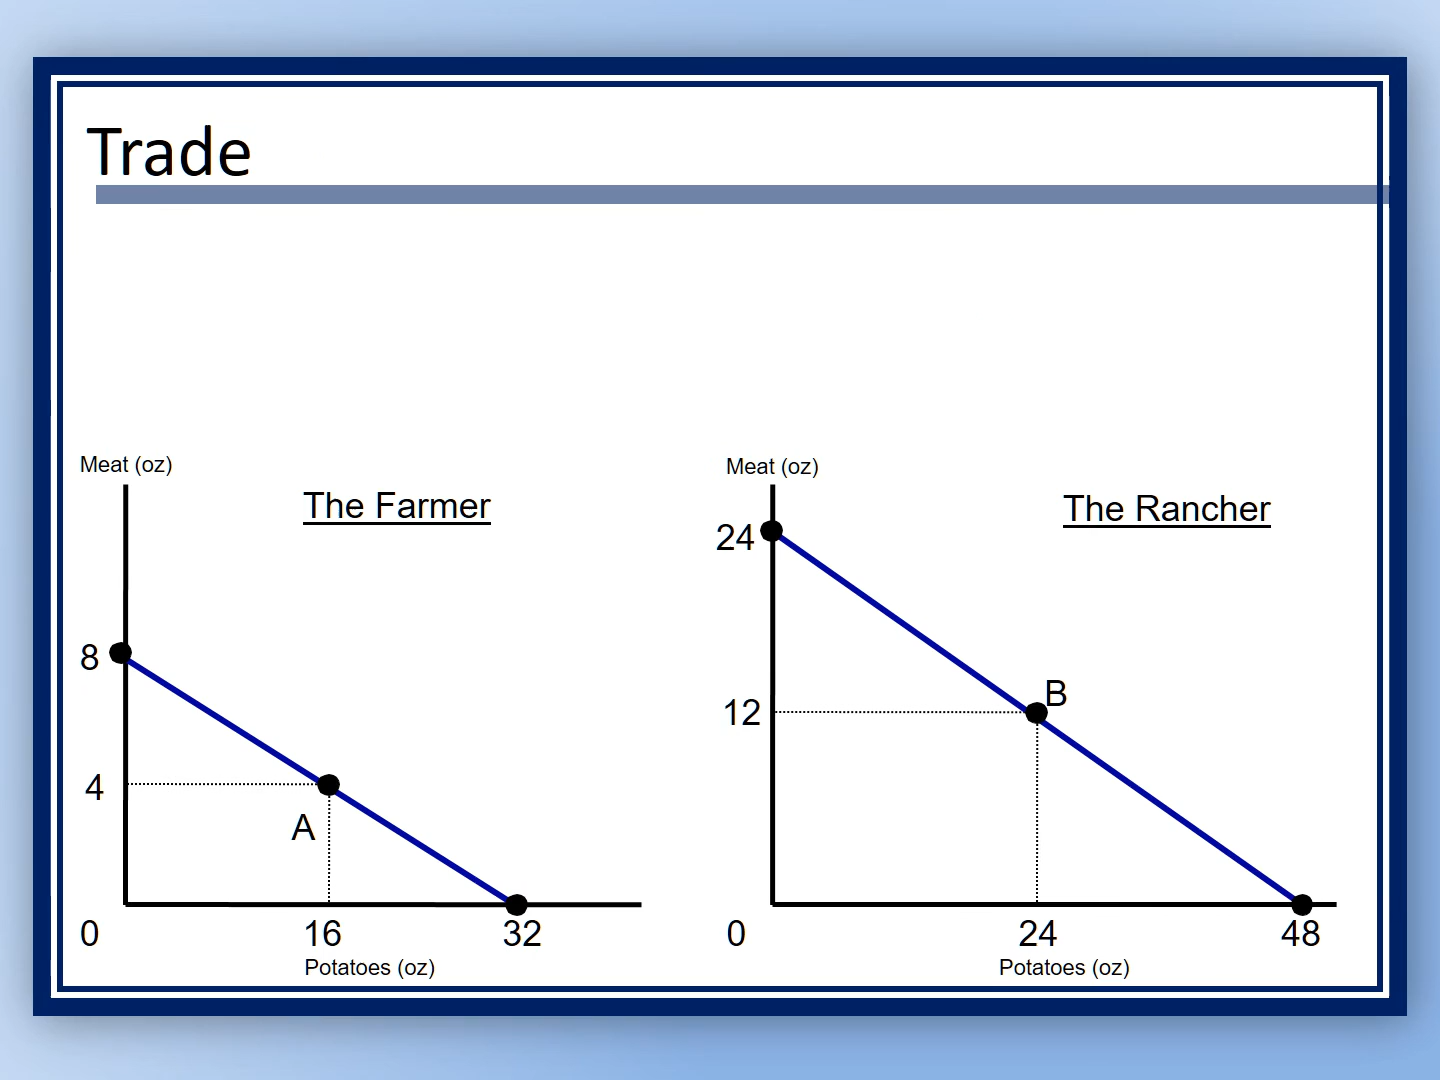 Trade
Meat (oz)
The Farmer
8
4
A
0
16
32
Potatoes (oz)
Meat (oz)
The Rancher
24
B
12
0
24
48
Potatoes (oz)